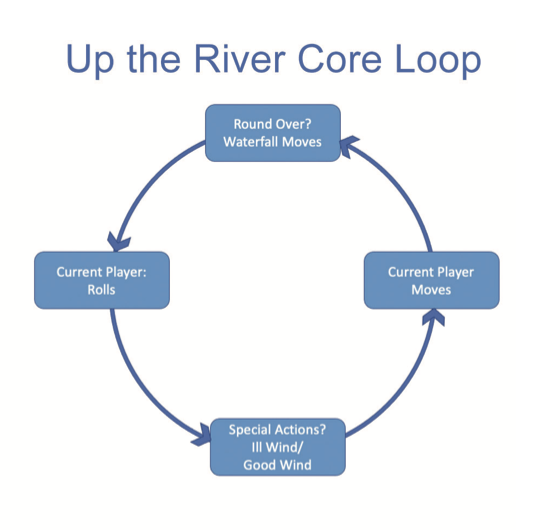 Up the River Core Loop
Round Over?
Waterfall Moves
Current Player:
Rolls
Current Player
Moves
Special Actions?
Ill Wind/
Good Wind